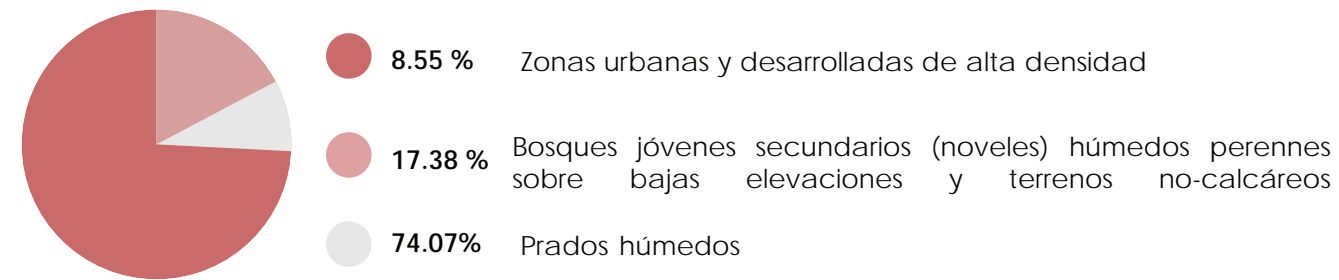 8.55 % Zonas urbanas y desarrolladas de alta densidad
17.38 % Bosques jóvenes secundarios (noveles) húmedos perennes
sobre bajas elevaciones y terrenos no-calcáreos
74.07% Prados húmedos